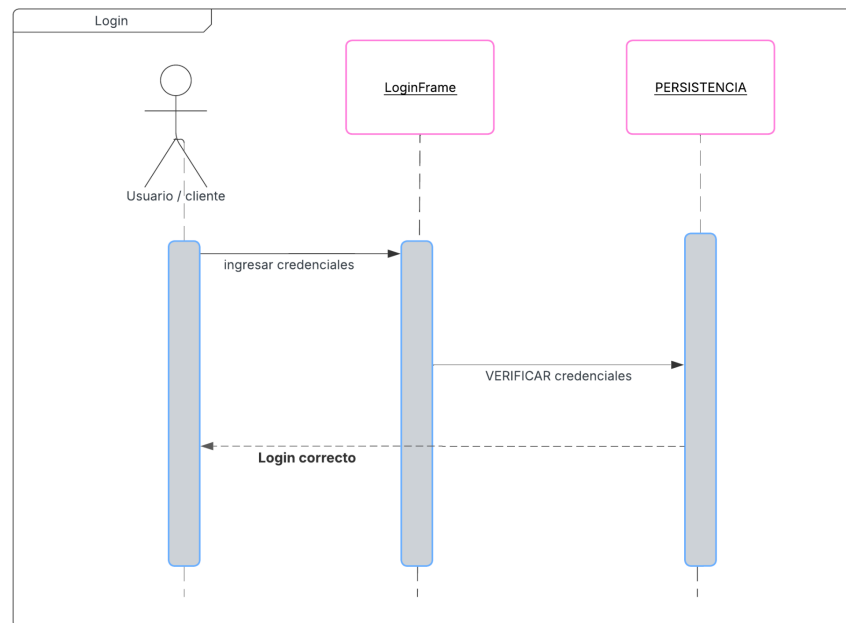 Login
LoginFrame
PERSISTENCIA
Usuario / cliente
ingresar credenciales
VERIFICAR credenciales
Login correcto